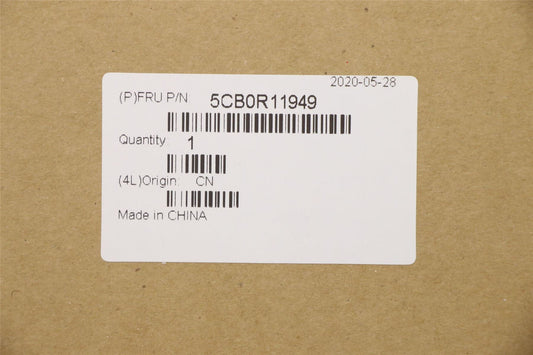 2020-05-28
(P)FRU P/N 5CB0R11949
Quantity 1
(4L)Origin: CN
Made in CHINA